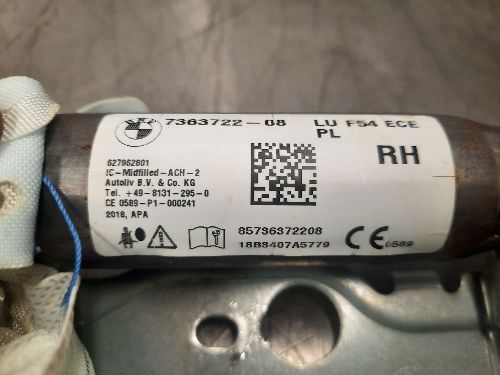 BMW
7363722-08 LU F54 ECE
PL
RH
627962801
IC-Midfilled-ACH-2
Autoliv B.V. & Co. KG
Tel. +49-8131-295-0
CE 0589-P1-000241
2018, APA
85736372208
18B8407A5779
CE 0589